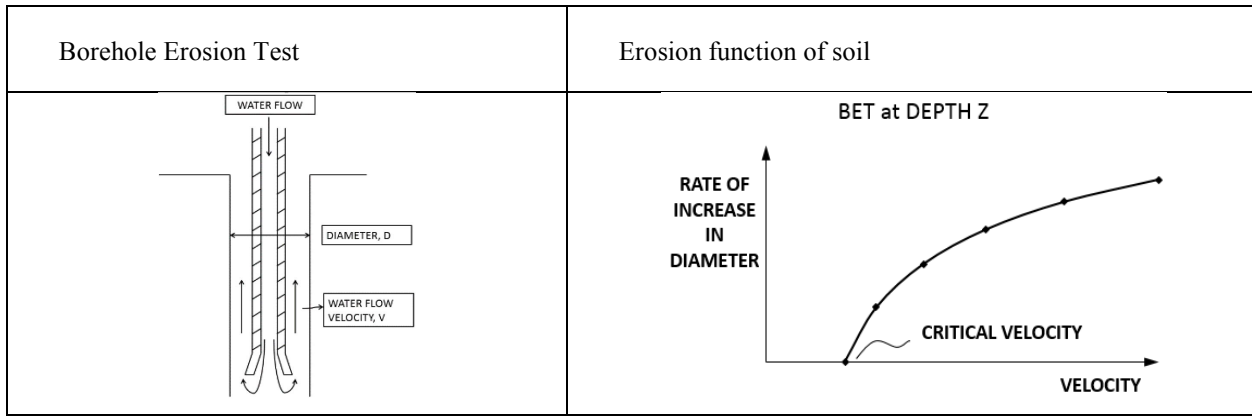 Borehole Erosion Test
Erosion function of soil
WATER FLOW
DIAMETER, D
WATER FLOW
VELOCITY, V
BET at DEPTH Z
RATE OF
INCREASE
IN
DIAMETER
CRITICAL VELOCITY
VELOCITY